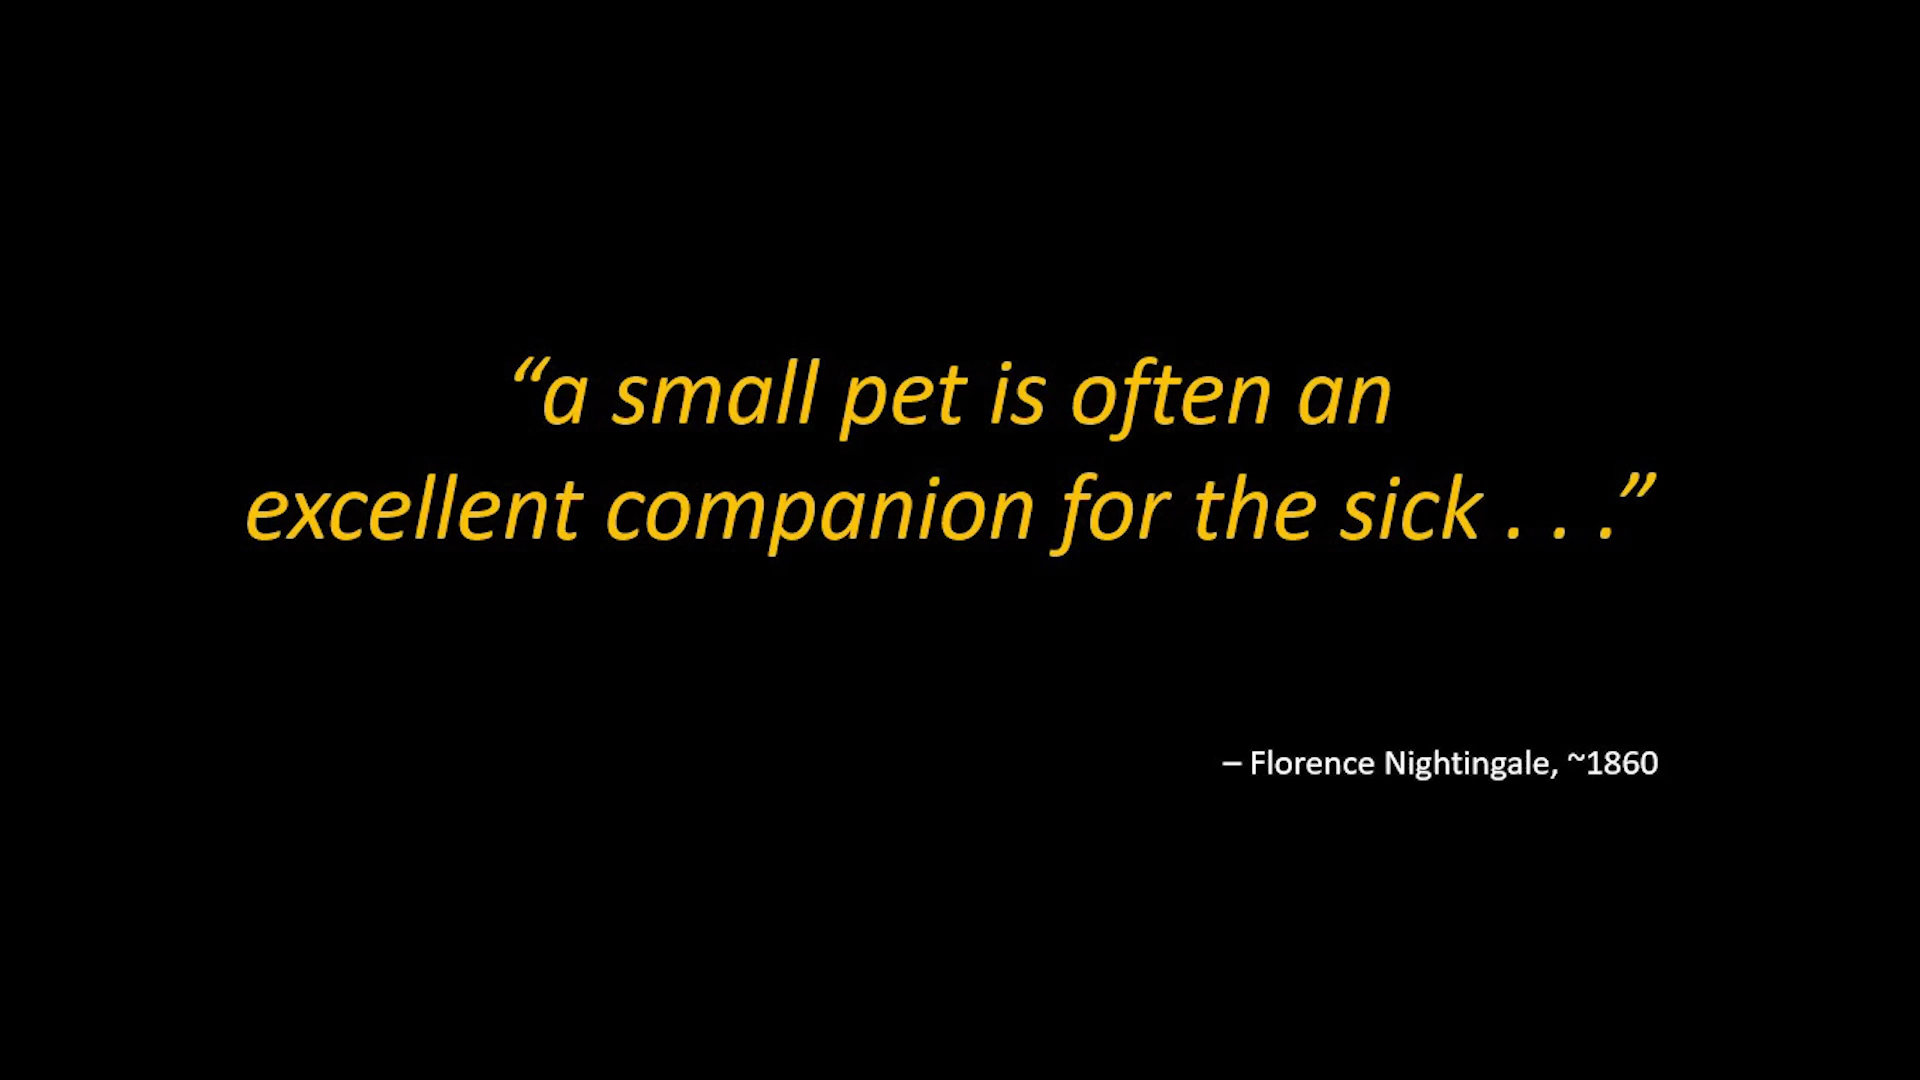 “a small pet is often an
excellent companion for the sick . . .”
– Florence Nightingale, ~1860